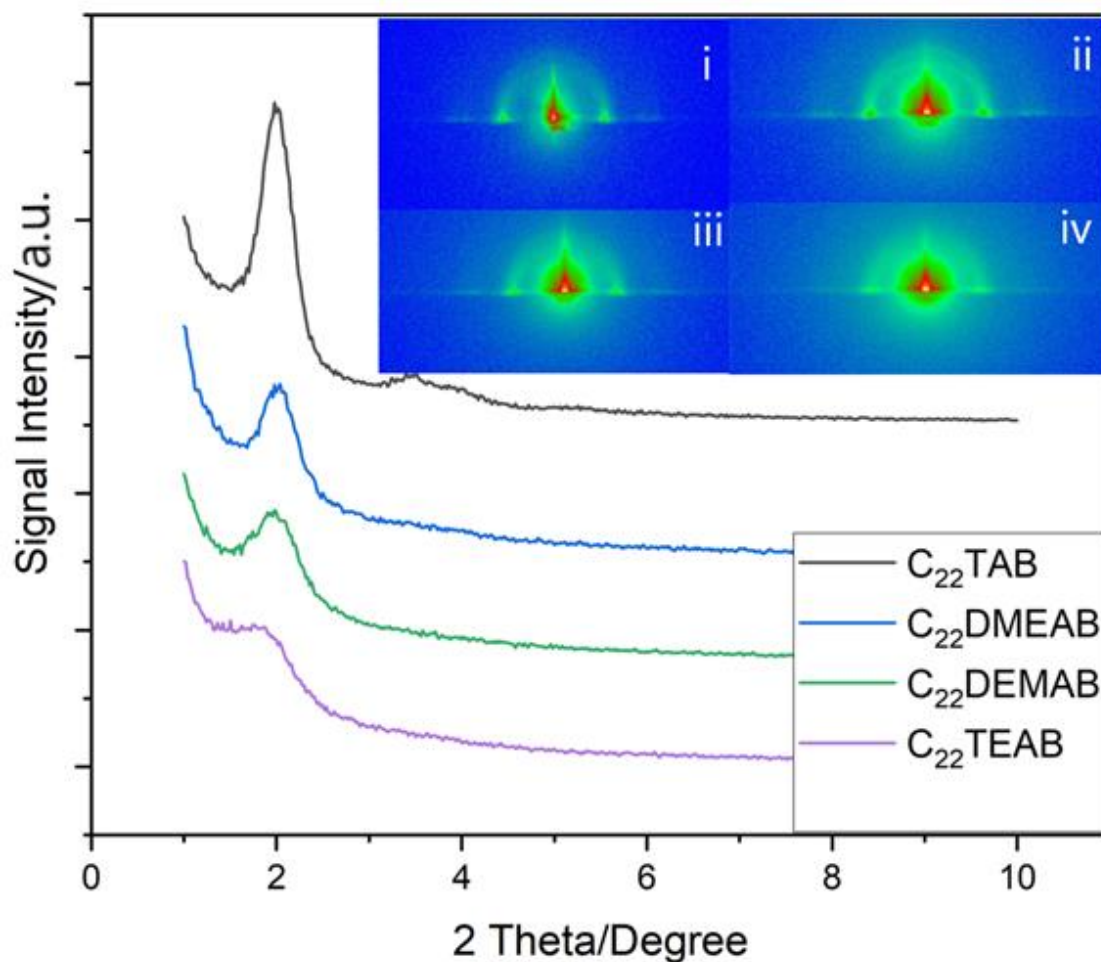 Signal Intensity/a.u.
i
ii
iii
iv
C₂₂TAB
C₂₂DMEAB
C₂₂DEMAB
C₂₂TEAB
0 2 4 6 8 10
2 Theta/Degree